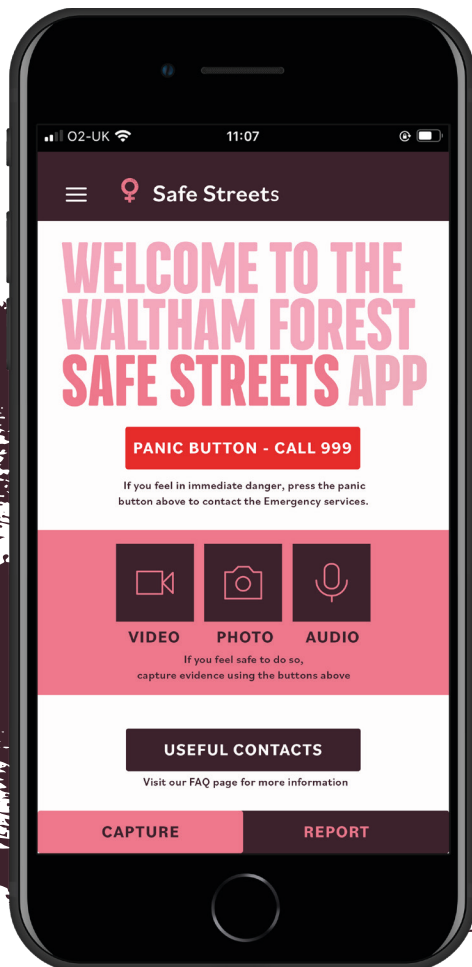 O2-UK 11:07
Safe Streets
WELCOME TO THE
WALTHAM FOREST
SAFE STREETS APP
PANIC BUTTON - CALL 999
If you feel in immediate danger, press the panic
button above to contact the Emergency services.
VIDEO PHOTO AUDIO
If you feel safe to do so,
capture evidence using the buttons above
USEFUL CONTACTS
Visit our FAQ page for more information
CAPTURE REPORT